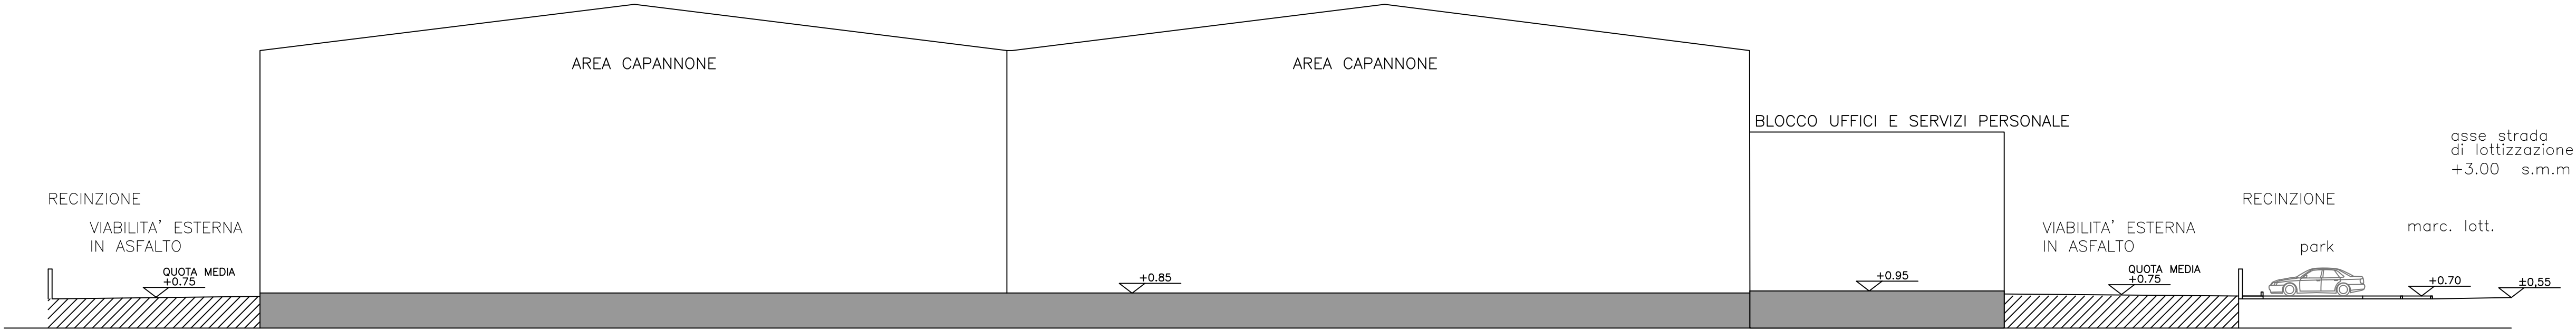 AREA CAPANNONE
AREA CAPANNONE
BLOCCO UFFICI E SERVIZI PERSONALE
asse strada
di lottizzazione
+3.00 s.m.m
RECINZIONE
VIABILITA' ESTERNA
IN ASFALTO
QUOTA MEDIA
+0.75
+0.85
+0.95
VIABILITA' ESTERNA
IN ASFALTO
QUOTA MEDIA
+0.75
RECINZIONE
park
marc. lott.
+0.70
±0,55